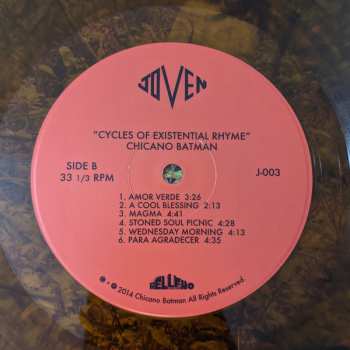 JOVEN
"CYCLES OF EXISTENTIAL RHYME"
CHICANO BATMAN
SIDE B
33 1/3 RPM
J-003
1. AMOR VERDE 3:26
2. A COOL BLESSING 2:13
3. MAGMA 4:41
4. STONED SOUL PICNIC 4:28
5. WEDNESDAY MORNING 4:13
6. PARA AGRADECER 4:35
RELLENO
℗ + © 2014 Chicano Batman All Rights Reserved.